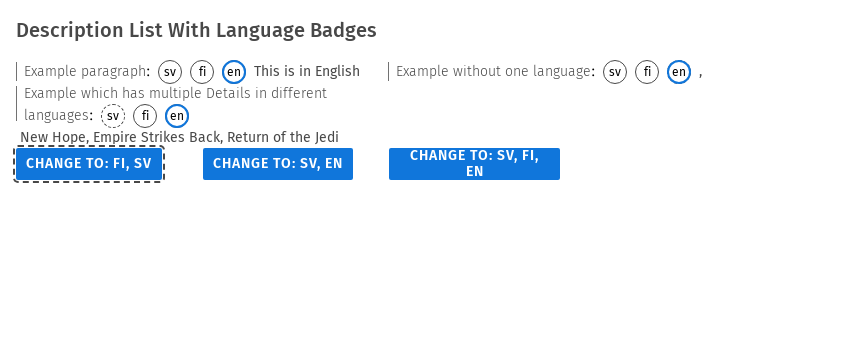 Description List With Language Badges
Example paragraph: sv fi en This is in English
Example without one language: sv fi en ,
Example which has multiple Details in different
languages: sv fi en
New Hope, Empire Strikes Back, Return of the Jedi
CHANGE TO: FI, SV
CHANGE TO: SV, EN
CHANGE TO: SV, FI,
EN